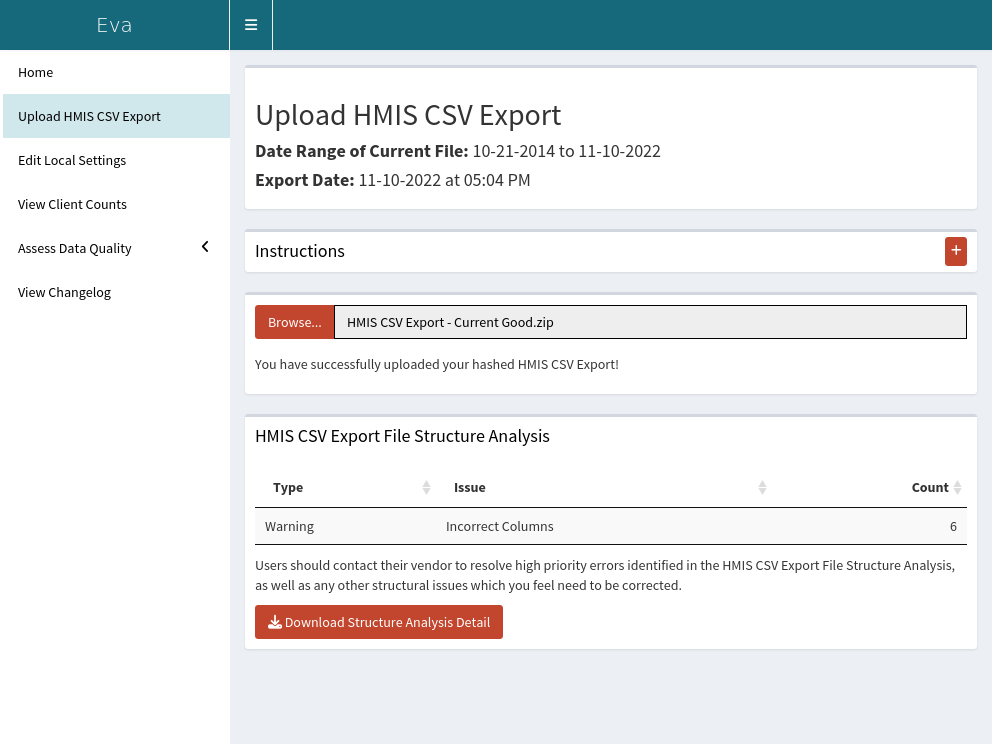 Eva
Home
Upload HMIS CSV Export
Edit Local Settings
View Client Counts
Assess Data Quality
View Changelog
Upload HMIS CSV Export
Date Range of Current File: 10-21-2014 to 11-10-2022
Export Date: 11-10-2022 at 05:04 PM
Instructions
+
Browse... HMIS CSV Export - Current Good.zip
You have successfully uploaded your hashed HMIS CSV Export!
HMIS CSV Export File Structure Analysis
Type Issue Count
Warning Incorrect Columns 6
Users should contact their vendor to resolve high priority errors identified in the HMIS CSV Export File Structure Analysis,
as well as any other structural issues which you feel need to be corrected.
Download Structure Analysis Detail